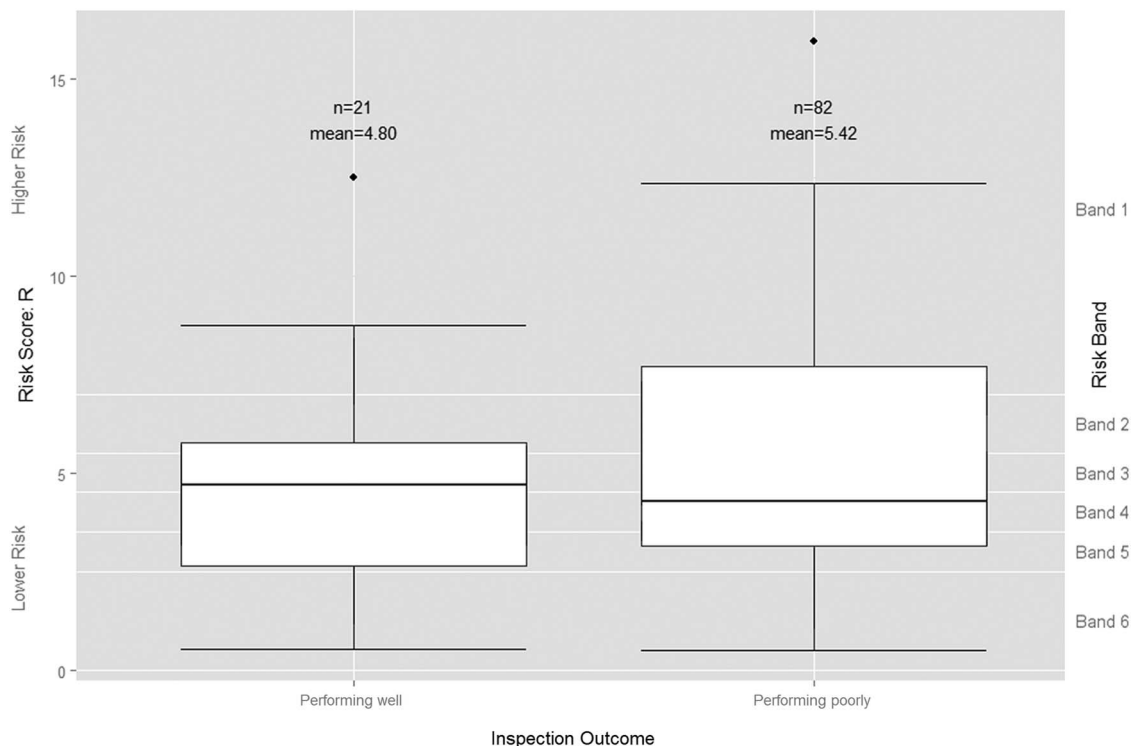 15
10
5
0
Higher Risk
Risk Score: R
Lower Risk
n=21
mean=4.80
n=82
mean=5.42
Band 1
Band 2
Band 3
Band 4
Band 5
Band 6
Risk Band
Performing well
Performing poorly
Inspection Outcome